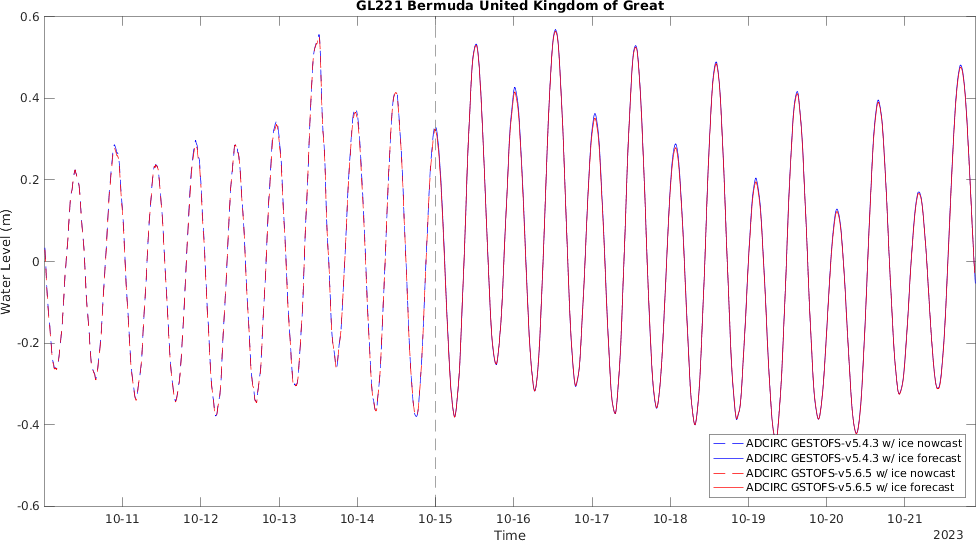 GL221 Bermuda United Kingdom of Great
0.6
0.4
0.2
0
-0.2
-0.4
-0.6
Water Level (m)
ADCIRC GESTOFS-v5.4.3 w/ ice nowcast
ADCIRC GESTOFS-v5.4.3 w/ ice forecast
ADCIRC GSTOFS-v5.6.5 w/ ice nowcast
ADCIRC GSTOFS-v5.6.5 w/ ice forecast
10-11 10-12 10-13 10-14 10-15 10-16 10-17 10-18 10-19 10-20 10-21
Time
2023